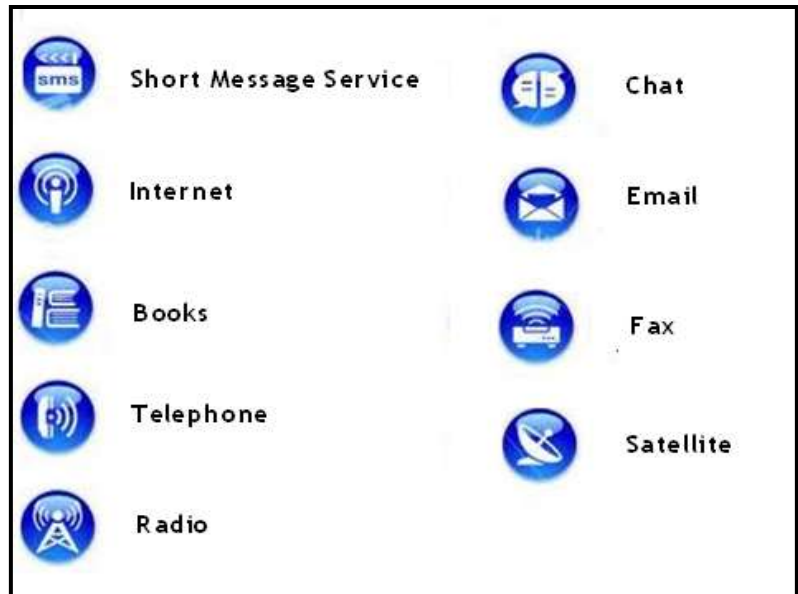 sms
Short Message Service
Internet
Books
Telephone
Radio
Chat
Email
Fax
Satellite